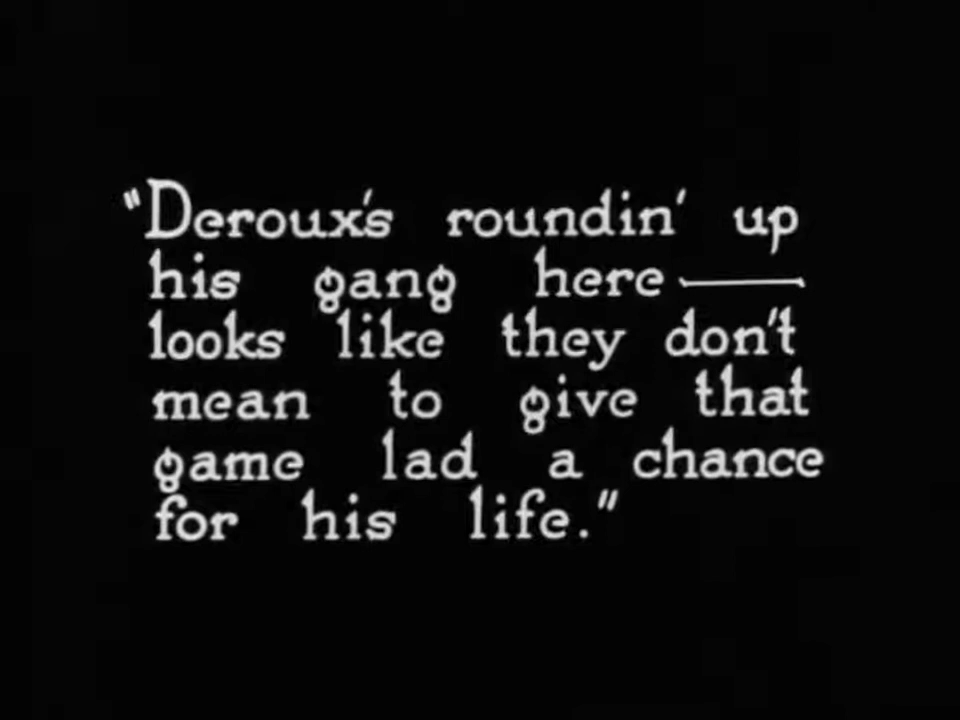 "Deroux's roundin' up
his gang here —
looks like they don't
mean to give that
game lad a chance
for his life."